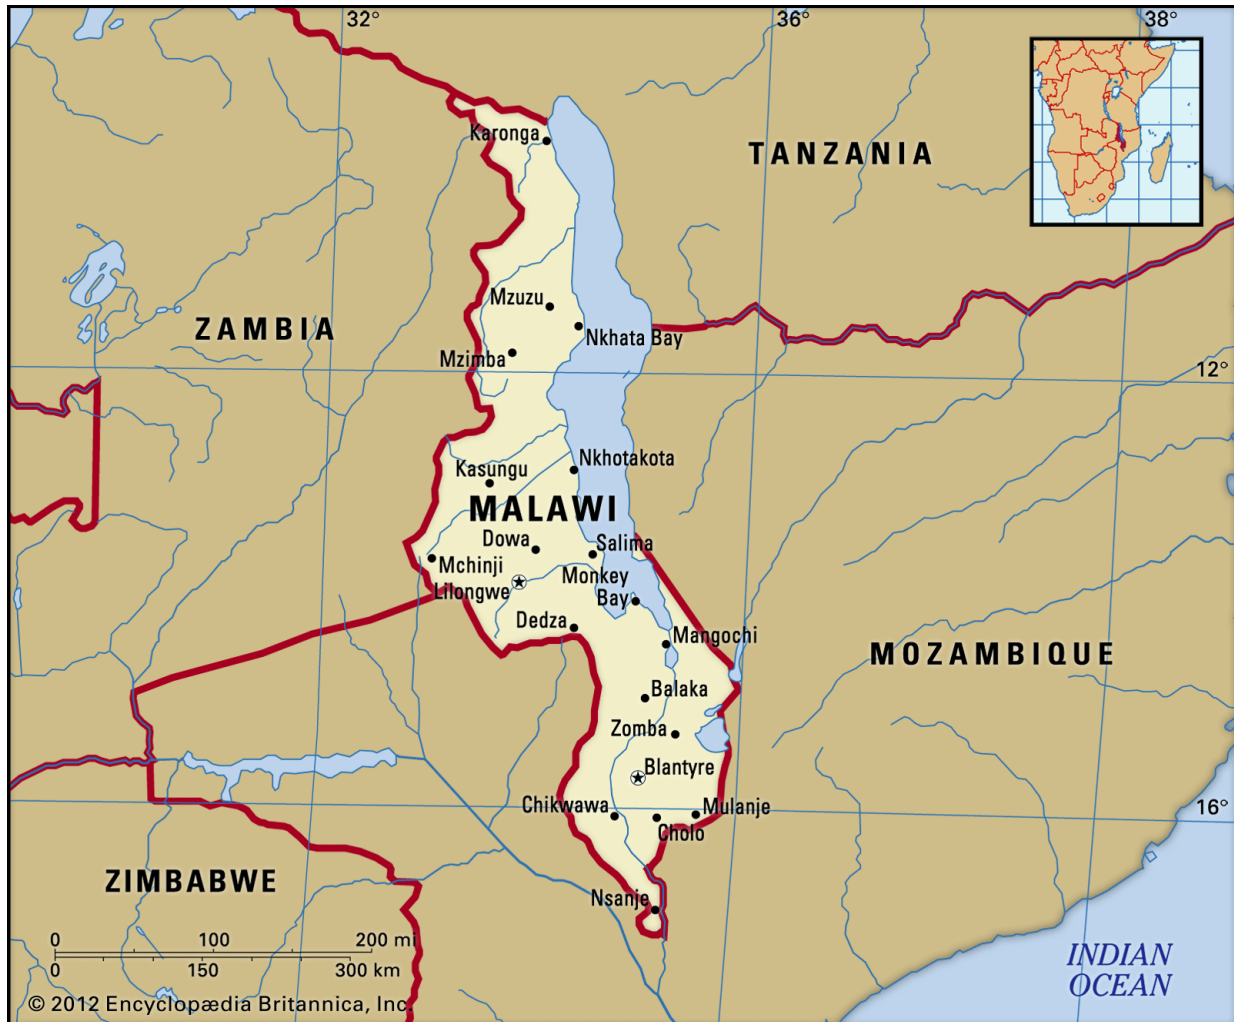 32°
36°
38°
Karonga
TANZANIA
Mzuzu
ZAMBIA
Nkhata Bay
Mzimba
12°
Nkhotakota
Kasungu
MALAWI
Dowa
Salima
Mchinji
Monkey
Bay
Lilongwe
Dedza
Mangochi
MOZAMBIQUE
Balaka
Zomba
Blantyre
Chikwawa
Mulanje
16°
Cholo
ZIMBABWE
Nsanje
0 100 200 mi
0 150 300 km
INDIAN
OCEAN
© 2012 Encyclopædia Britannica, Inc.